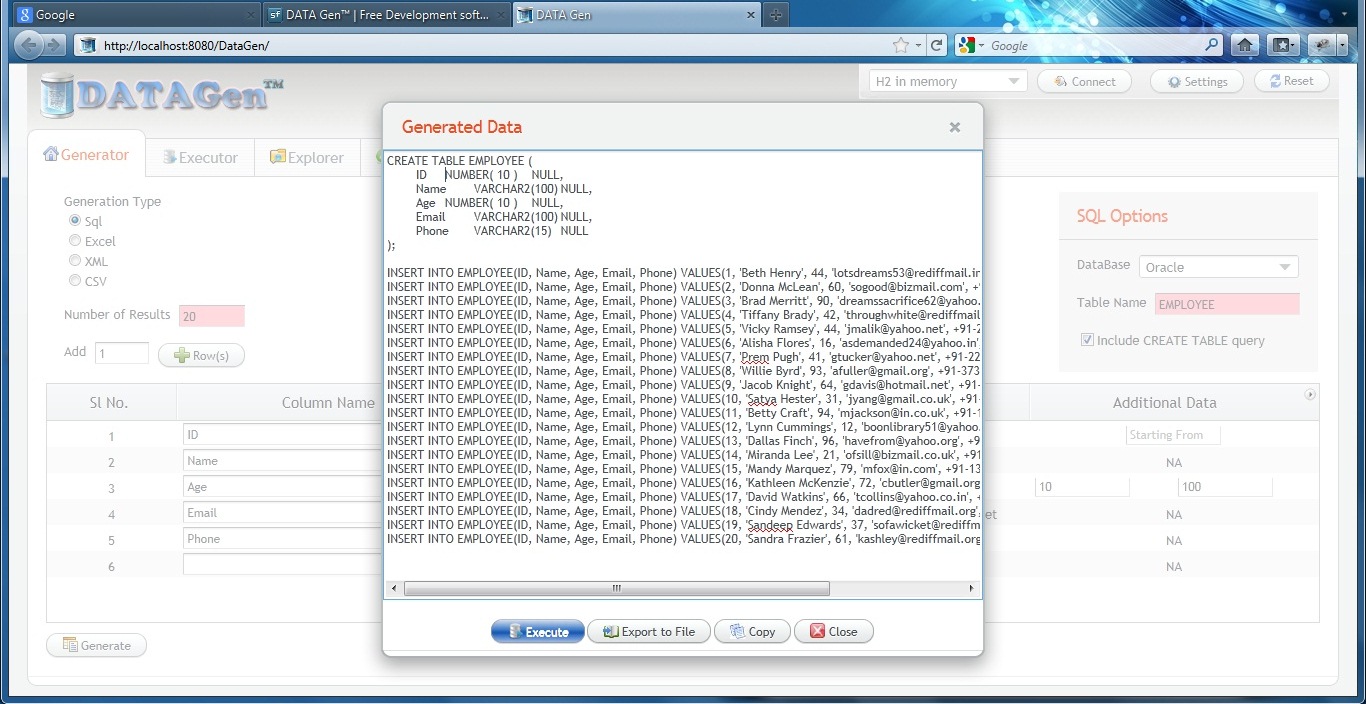 Google
DATA Gen™ | Free Development soft...
DATA Gen
http://localhost:8080/DataGen/
Google
DATAGen™
H2 in memory
Connect
Settings
Reset
Generator
Executor
Explorer
Generated Data
Generation Type
Sql
Excel
XML
CSV
Number of Results 20
Add 1 Row(s)
CREATE TABLE EMPLOYEE (
ID NUMBER( 10 ) NULL,
Name VARCHAR2(100) NULL,
Age NUMBER( 10 ) NULL,
Email VARCHAR2(100) NULL,
Phone VARCHAR2(15) NULL
);
INSERT INTO EMPLOYEE(ID, Name, Age, Email, Phone) VALUES(1, 'Beth Henry', 44, 'lotsdreams53@rediffmail.in
INSERT INTO EMPLOYEE(ID, Name, Age, Email, Phone) VALUES(2, 'Donna McLean', 60, 'sogood@bizmail.com', +
INSERT INTO EMPLOYEE(ID, Name, Age, Email, Phone) VALUES(3, 'Brad Merritt', 90, 'dreamssacrifice62@yahoo.
INSERT INTO EMPLOYEE(ID, Name, Age, Email, Phone) VALUES(4, 'Tiffany Brady', 42, 'throughwhite@rediffmail
INSERT INTO EMPLOYEE(ID, Name, Age, Email, Phone) VALUES(5, 'Vicky Ramsey', 44, 'jmalik@yahoo.net', +91-2
INSERT INTO EMPLOYEE(ID, Name, Age, Email, Phone) VALUES(6, 'Alisha Flores', 16, 'asdemanded24@yahoo.in'
INSERT INTO EMPLOYEE(ID, Name, Age, Email, Phone) VALUES(7, 'Prem Pugh', 41, 'gtucker@yahoo.net', +91-22
INSERT INTO EMPLOYEE(ID, Name, Age, Email, Phone) VALUES(8, 'Willie Byrd', 93, 'afuller@gmail.org', +91-373
INSERT INTO EMPLOYEE(ID, Name, Age, Email, Phone) VALUES(9, 'Jacob Knight', 64, 'gdavis@hotmail.net', +91-
INSERT INTO EMPLOYEE(ID, Name, Age, Email, Phone) VALUES(10, 'Satya Hester', 31, 'jyang@gmail.co.uk', +91-
INSERT INTO EMPLOYEE(ID, Name, Age, Email, Phone) VALUES(11, 'Betty Craft', 94, 'mjackson@in.co.uk', +91-1
INSERT INTO EMPLOYEE(ID, Name, Age, Email, Phone) VALUES(12, 'Lynn Cummings', 12, 'boonlibrary51@yahoo.
INSERT INTO EMPLOYEE(ID, Name, Age, Email, Phone) VALUES(13, 'Dallas Finch', 96, 'havefrom@yahoo.org', +9
INSERT INTO EMPLOYEE(ID, Name, Age, Email, Phone) VALUES(14, 'Miranda Lee', 21, 'ofsill@bizmail.co.uk', +91
INSERT INTO EMPLOYEE(ID, Name, Age, Email, Phone) VALUES(15, 'Mandy Marquez', 79, 'mfox@in.com', +91-13
INSERT INTO EMPLOYEE(ID, Name, Age, Email, Phone) VALUES(16, 'Kathleen McKenzie', 72, 'cbutler@gmail.org
INSERT INTO EMPLOYEE(ID, Name, Age, Email, Phone) VALUES(17, 'David Watkins', 66, 'tcollins@yahoo.co.in', +
INSERT INTO EMPLOYEE(ID, Name, Age, Email, Phone) VALUES(18, 'Cindy Mendez', 34, 'dadred@rediffmail.org',
INSERT INTO EMPLOYEE(ID, Name, Age, Email, Phone) VALUES(19, 'Sandeep Edwards', 37, 'sofawicket@rediffm
INSERT INTO EMPLOYEE(ID, Name, Age, Email, Phone) VALUES(20, 'Sandra Frazier', 61, 'kashley@rediffmail.org
SQL Options
DataBase Oracle
Table Name EMPLOYEE
Include CREATE TABLE query
Sl No. Column Name Additional Data
1 ID Starting From
2 Name NA
3 Age 10 100
4 Email et NA
5 Phone NA
6 NA
Generate
Execute
Export to File
Copy
Close